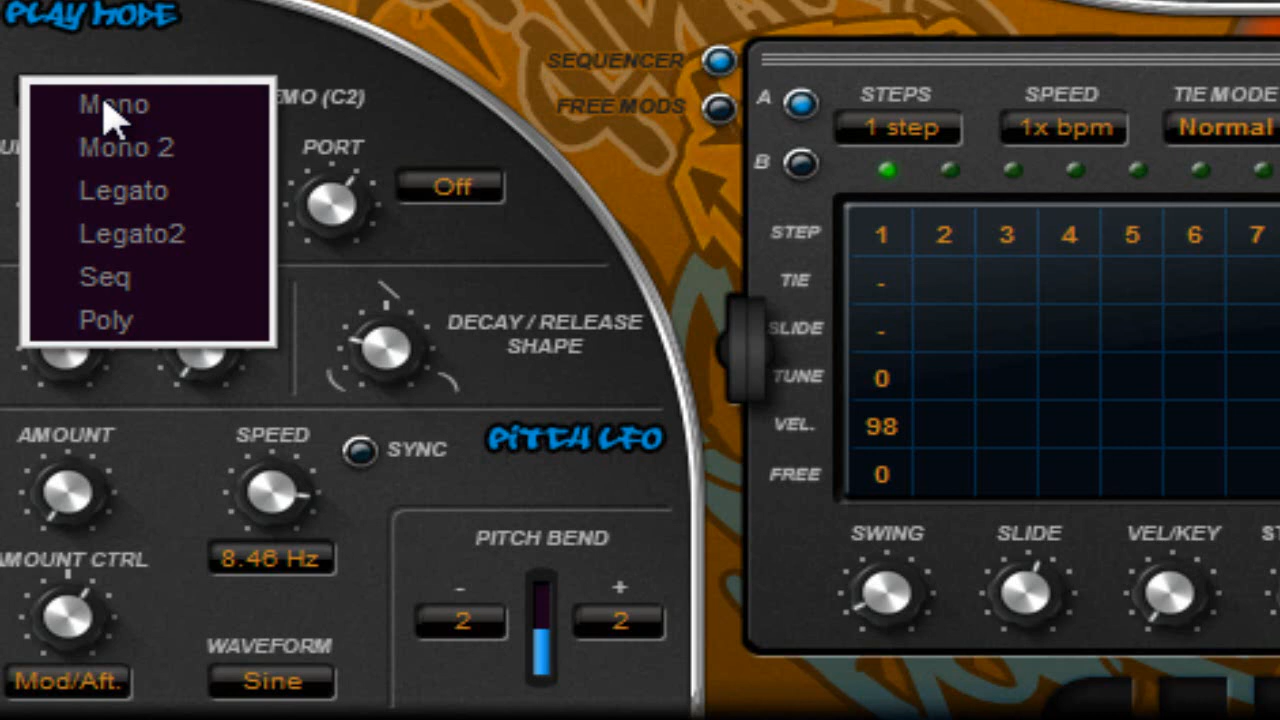 PLAY MODE
Mono
Mono 2
Legato
Legato2
Seq
Poly
MO (C2)
PORT
Off
DECAY / RELEASE
SHAPE
AMOUNT
SPEED
SYNC
PITCH LFO
8.46 Hz
AMOUNT CTRL
Mod/Aft.
WAVEFORM
Sine
PITCH BEND
- +
2 2
SEQUENCER
FREE MODS
A
B
STEPS SPEED TIE MODE
1 step 1x bpm Normal
STEP 1 2 3 4 5 6 7
TIE -
SLIDE -
TUNE 0
VEL. 98
FREE 0
SWING SLIDE VEL/KEY